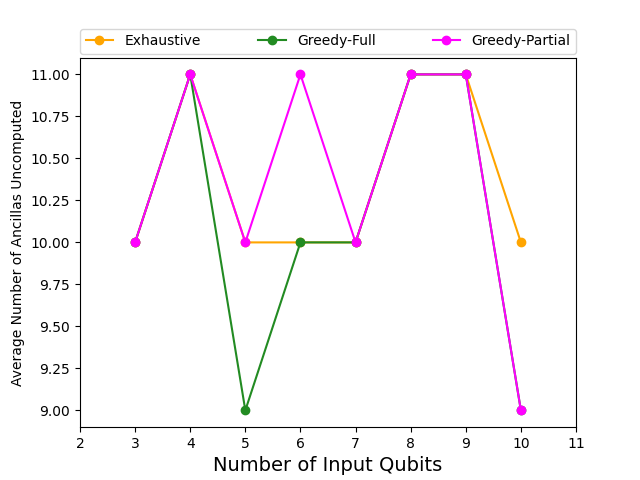 Exhaustive Greedy-Full Greedy-Partial
11.00
10.75
10.50
10.25
10.00
9.75
9.50
9.25
9.00
Average Number of Ancillas Uncomputed
2 3 4 5 6 7 8 9 10 11
Number of Input Qubits